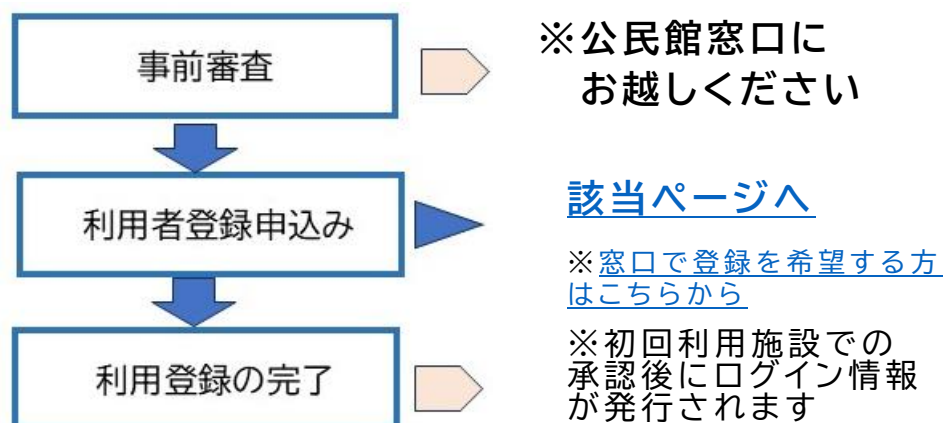 事前審査
※公民館窓口に
お越しください
利用者登録申込み
該当ページへ
※窓口で登録を希望する方
はこちらから
利用登録の完了
※初回利用施設での
承認後にログイン情報
が発行されます